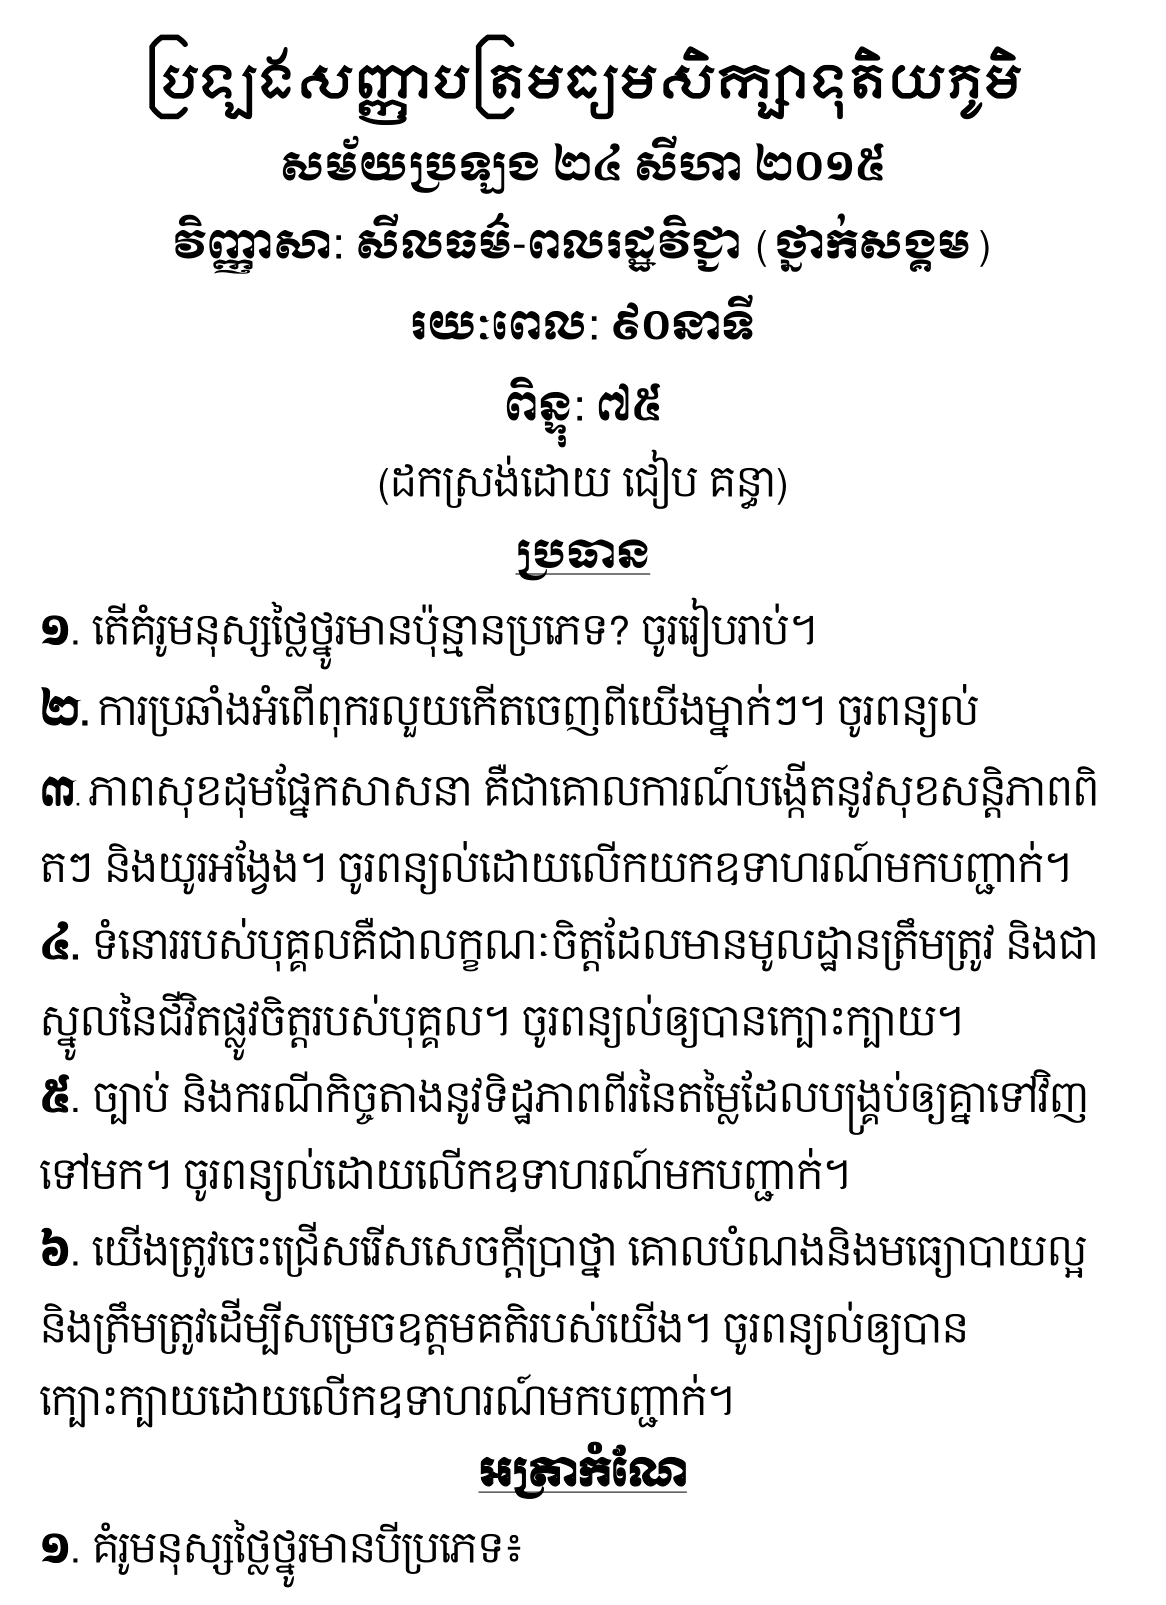 ប្រឡងសញ្ញាបត្រមធ្យមសិក្សាទុតិយភូមិ
សម័យប្រឡង ២៤ សីហា ២០១៥
វិញ្ញាសា: សីលធម៌-ពលរដ្ឋវិជ្ជា (ថ្នាក់សង្គម)
រយៈពេល: ៩០នាទី
ពិន្ទុ: ៧៥
(ដកស្រង់ដោយ ជៀប គន្ធា)
ប្រធាន
១. តើគំរូមនុស្សថ្លៃថ្នូរមានប៉ុន្មានប្រភេទ? ចូររៀបរាប់។
២. ការប្រឆាំងអំពើពុករលួយកើតចេញពីយើងម្នាក់ៗ។ ចូរពន្យល់
៣. ភាពសុខដុមផ្នែកសាសនា គឺជាគោលការណ៍បង្កើតនូវសុខសន្តិភាពពិ
តៗ និងយូរអង្វែង។ ចូរពន្យល់ដោយលើកយកឧទាហរណ៍មកបញ្ជាក់។
៤. ទំនោររបស់បុគ្គលគឺជាលក្ខណៈចិត្តដែលមានមូលដ្ឋានត្រឹមត្រូវ និងជា
ស្នូលនៃជីវិតផ្លូវចិត្តរបស់បុគ្គល។ ចូរពន្យល់ឲ្យបានក្បោះក្បាយ។
៥. ច្បាប់ និងករណីកិច្ចតាងនូវទិដ្ឋភាពពីរនៃតម្លៃដែលបង្គ្រប់ឲ្យគ្នាទៅវិញ
ទៅមក។ ចូរពន្យល់ដោយលើកឧទាហរណ៍មកបញ្ជាក់។
៦. យើងត្រូវចេះជ្រើសរើសសេចក្តីប្រាថ្នា គោលបំណងនិងមធ្យោបាយល្អ
និងត្រឹមត្រូវដើម្បីសម្រេចឧត្តមគតិរបស់យើង។ ចូរពន្យល់ឲ្យបាន
ក្បោះក្បាយដោយលើកឧទាហរណ៍មកបញ្ជាក់។
អត្រាកំណែ
១. គំរូមនុស្សថ្លៃថ្នូរមានបីប្រភេទ៖